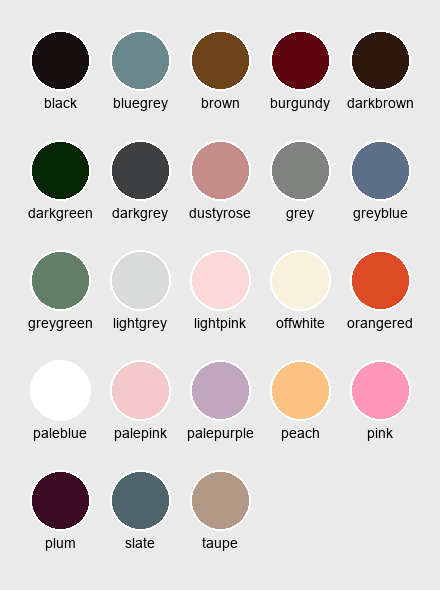 black bluegrey brown burgundy darkbrown
darkgreen darkgrey dustyrose grey greyblue
greygreen lightgrey lightpink offwhite orangered
paleblue palepink palepurple peach pink
plum slate taupe